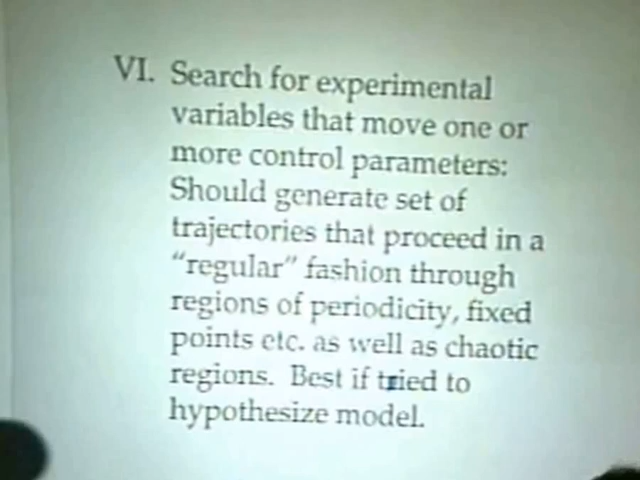 VI. Search for experimental
variables that move one or
more control parameters:
Should generate set of
trajectories that proceed in a
"regular" fashion through
regions of periodicity, fixed
points etc. as well as chaotic
regions. Best if tried to
hypothesize model.